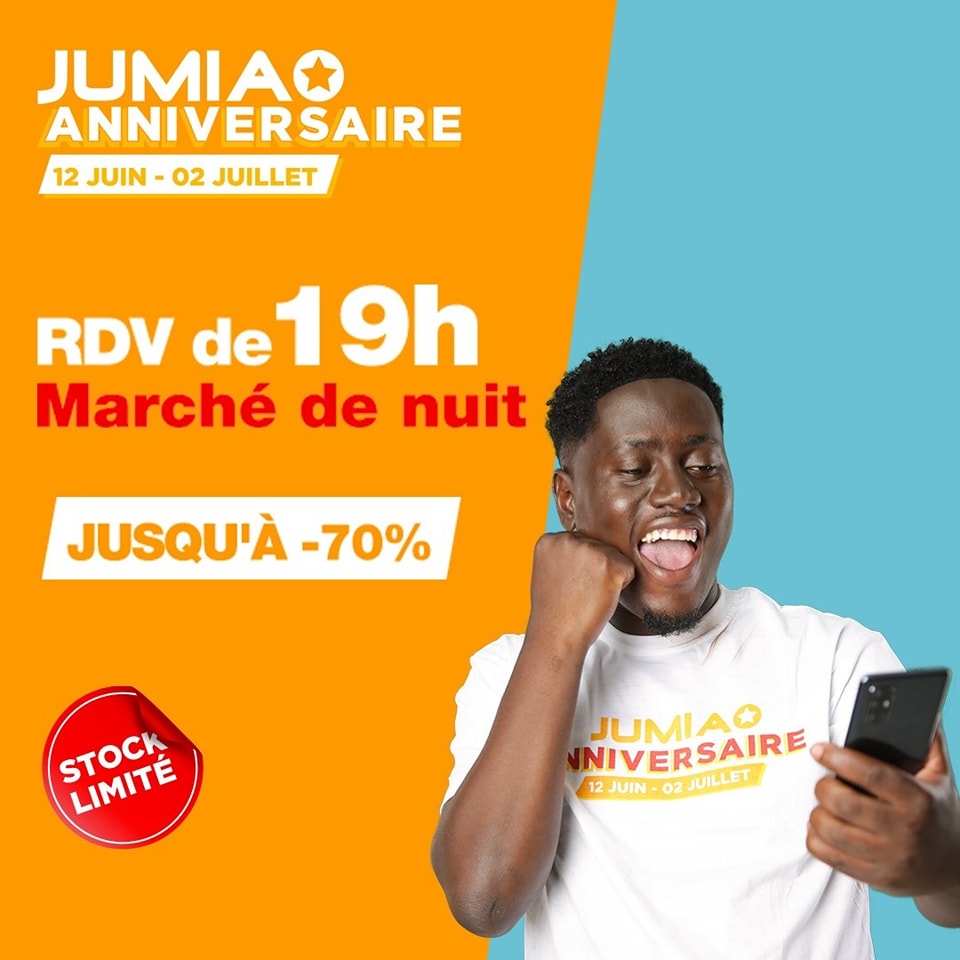 JUMIA
ANNIVERSAIRE
12 JUIN - 02 JUILLET
RDV de 19h
Marché de nuit
JUSQU'À -70%
STOCK
LIMITÉ
JUMIA
NNIVERSAIRE
12 JUIN - 02 JUILLET